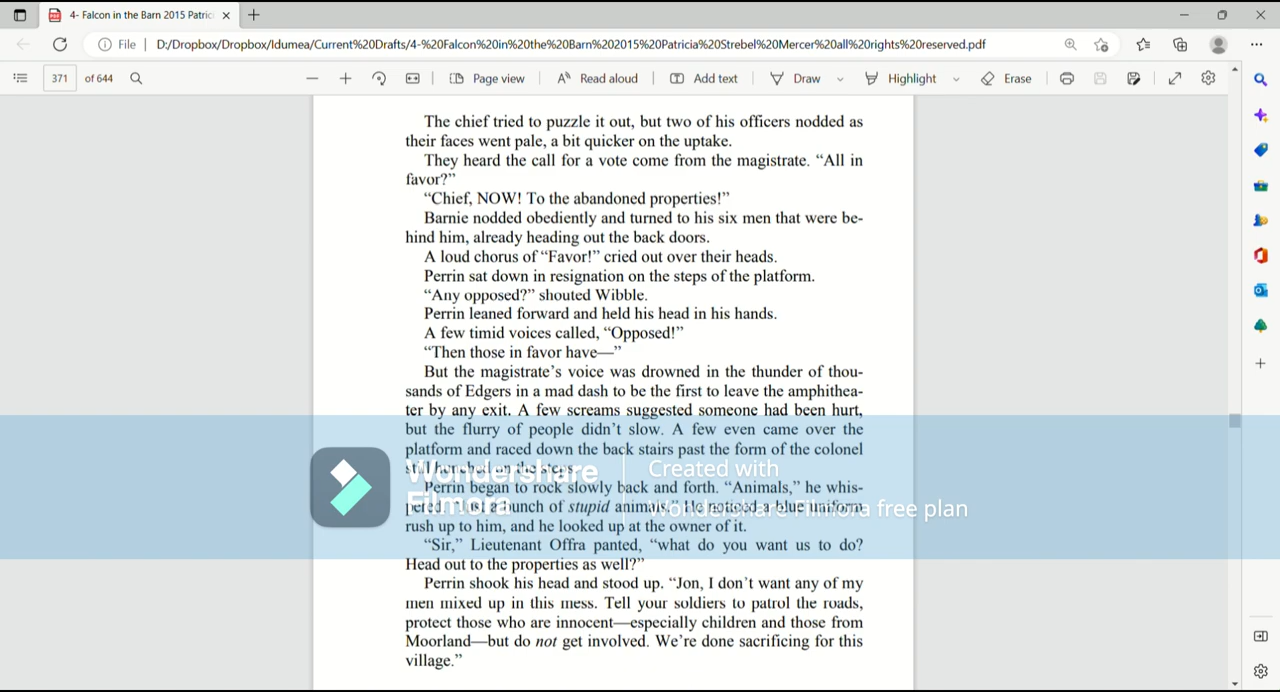 4- Falcon in the Barn 2015 Patric
File
D:/Dropbox/Dropbox/Idumea/Current%20Drafts/4-%20Falcon%20in%20the%20Barn%202015%20Patricia%20Strebel%20Mercer%20all%20rights%20reserved.pdf
371 of 644 Page view Read aloud Add text Draw Highlight Erase
The chief tried to puzzle it out, but two of his officers nodded as
their faces went pale, a bit quicker on the uptake.
They heard the call for a vote come from the magistrate. “All in
favor?”
“Chief, NOW! To the abandoned properties!”
Barnie nodded obediently and turned to his six men that were be-
hind him, already heading out the back doors.
A loud chorus of “Favor!” cried out over their heads.
Perrin sat down in resignation on the steps of the platform.
“Any opposed?” shouted Wibble.
Perrin leaned forward and held his head in his hands.
A few timid voices called, “Opposed!”
“Then those in favor have—”
But the magistrate’s voice was drowned in the thunder of thou-
sands of Edgers in a mad dash to be the first to leave the amphithea-
ter by any exit. A few screams suggested someone had been hurt,
but the flurry of people didn’t slow. A few even came over the
platform and raced down the back stairs past the form of the colonel
still hunched on the steps.
Wondershare Filmora
Created with
Wondershare Filmora free plan
Perrin began to rock slowly back and forth. “Animals,” he whis-
pered. “Just a bunch of stupid animals.” He noticed a blue uniform
rush up to him, and he looked up at the owner of it.
“Sir,” Lieutenant Offra panted, “what do you want us to do?
Head out to the properties as well?”
Perrin shook his head and stood up. “Jon, I don’t want any of my
men mixed up in this mess. Tell your soldiers to patrol the roads,
protect those who are innocent—especially children and those from
Moorland—but do not get involved. We’re done sacrificing for this
village.”